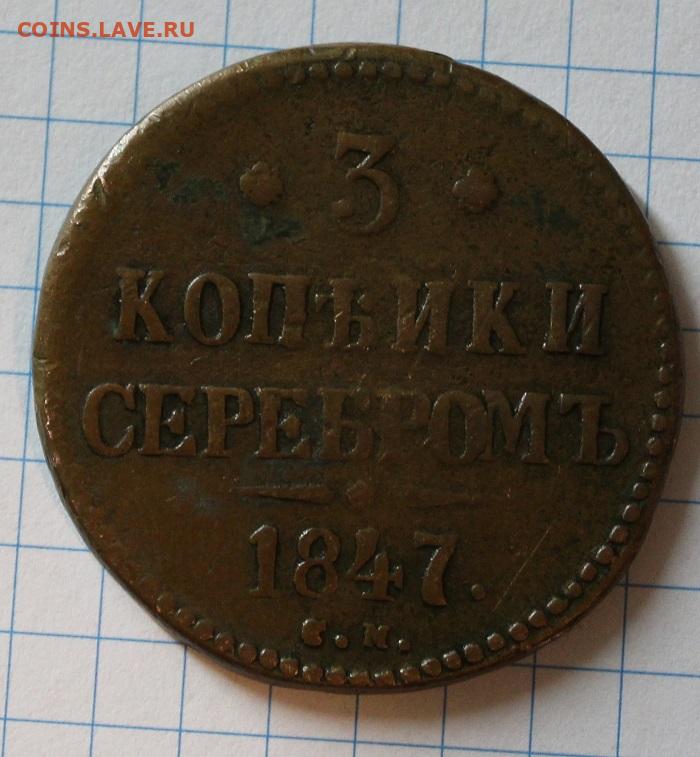 COINS.LAVE.RU
3
КОПѢЙКИ
СЕРЕБРОМЪ
1847.
С.М.